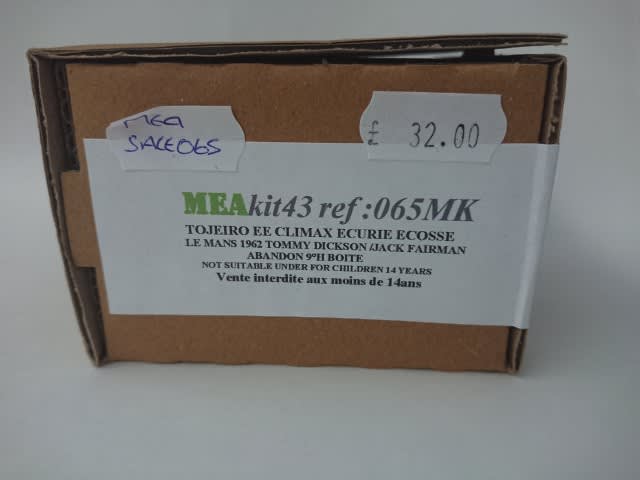 MEA
SALE065
£ 32.00
MEAkit43 ref :065MK
TOJEIRO EE CLIMAX ECURIE ECOSSE
LE MANS 1962 TOMMY DICKSON /JACK FAIRMAN
ABANDON 9°H BOITE
NOT SUITABLE UNDER FOR CHILDREN 14 YEARS
Vente interdite aux moins de 14ans